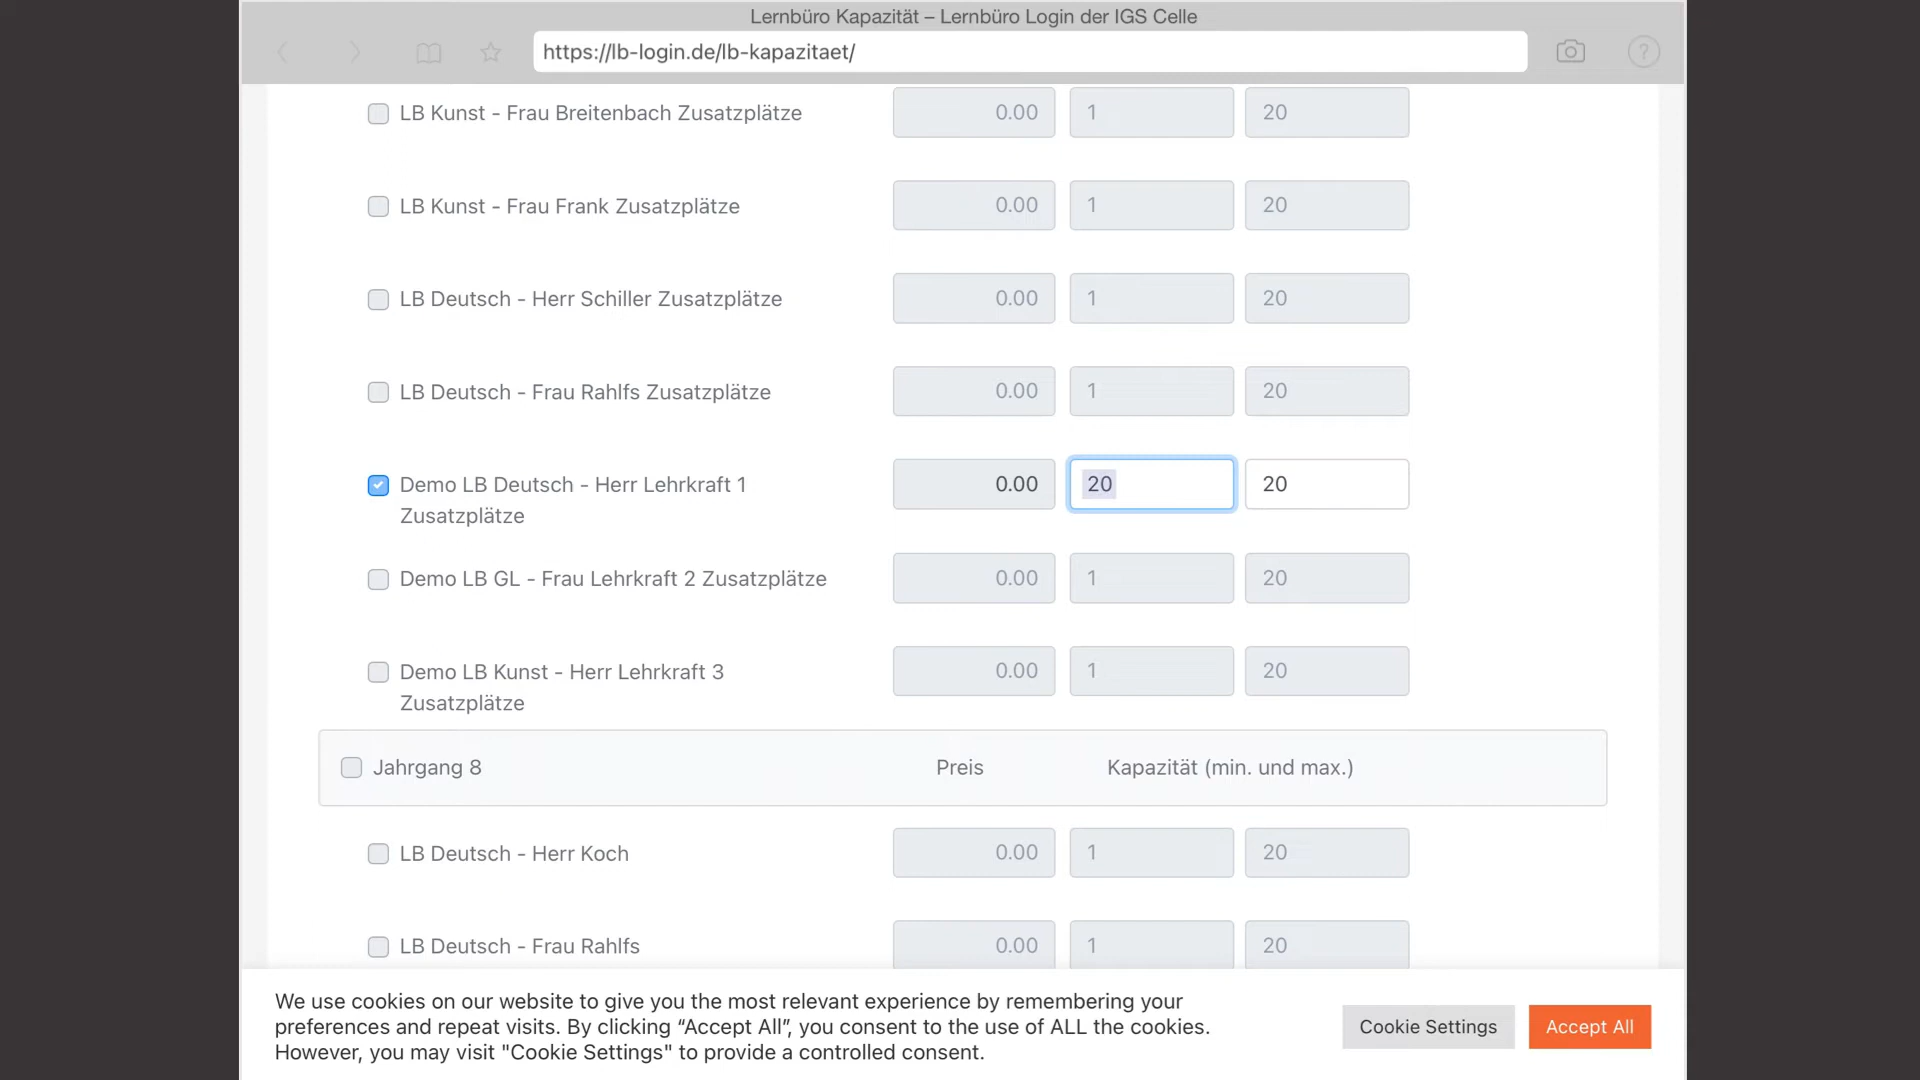 Lernbüro Kapazität – Lernbüro Login der IGS Celle
https://lb-login.de/lb-kapazitaet/
LB Kunst - Frau Breitenbach Zusatzplätze 0.00 1 20
LB Kunst - Frau Frank Zusatzplätze 0.00 1 20
LB Deutsch - Herr Schiller Zusatzplätze 0.00 1 20
LB Deutsch - Frau Rahlfs Zusatzplätze 0.00 1 20
Demo LB Deutsch - Herr Lehrkraft 1 0.00 20 20
Zusatzplätze
Demo LB GL - Frau Lehrkraft 2 Zusatzplätze 0.00 1 20
Demo LB Kunst - Herr Lehrkraft 3 0.00 1 20
Zusatzplätze
Jahrgang 8 Preis Kapazität (min. und max.)
LB Deutsch - Herr Koch 0.00 1 20
LB Deutsch - Frau Rahlfs 0.00 1 20
We use cookies on our website to give you the most relevant experience by remembering your
preferences and repeat visits. By clicking “Accept All”, you consent to the use of ALL the cookies.
However, you may visit "Cookie Settings" to provide a controlled consent.
Cookie Settings
Accept All